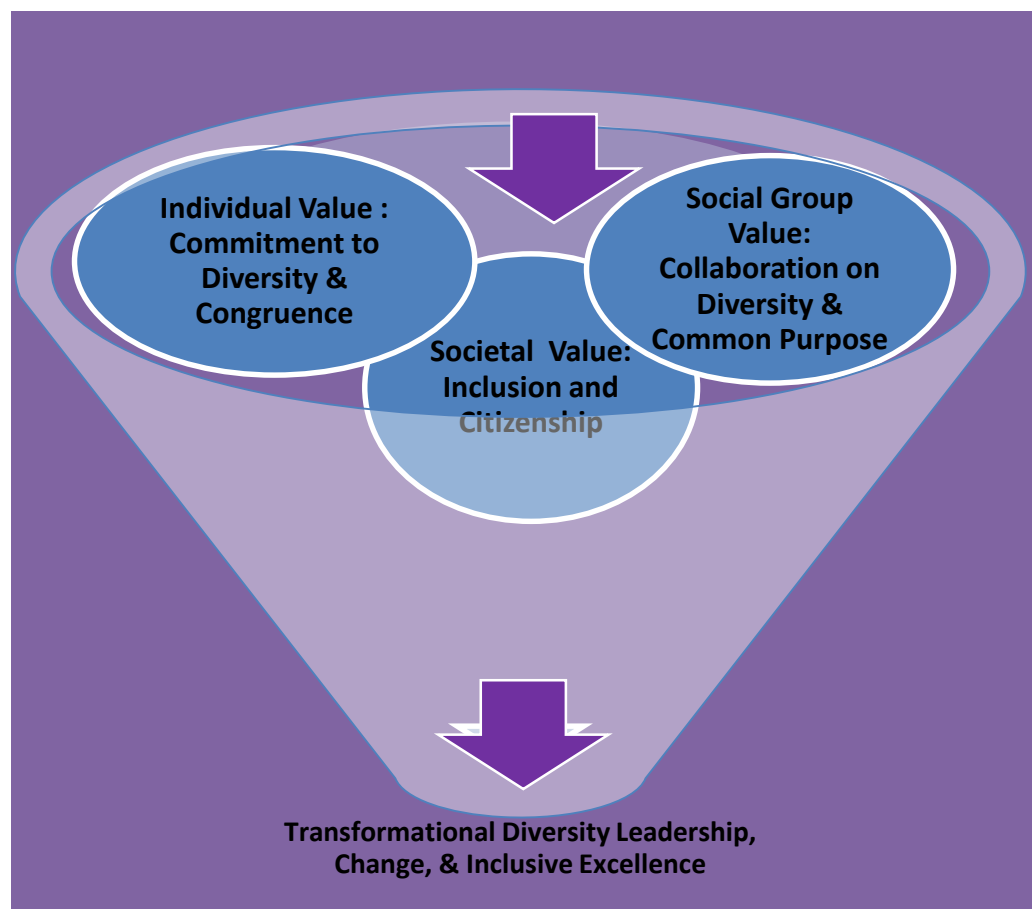 Individual Value :
Commitment to
Diversity &
Congruence
Social Group
Value:
Collaboration on
Diversity &
Common Purpose
Societal  Value:
Inclusion and
Citizenship
Transformational Diversity Leadership,
Change, & Inclusive Excellence